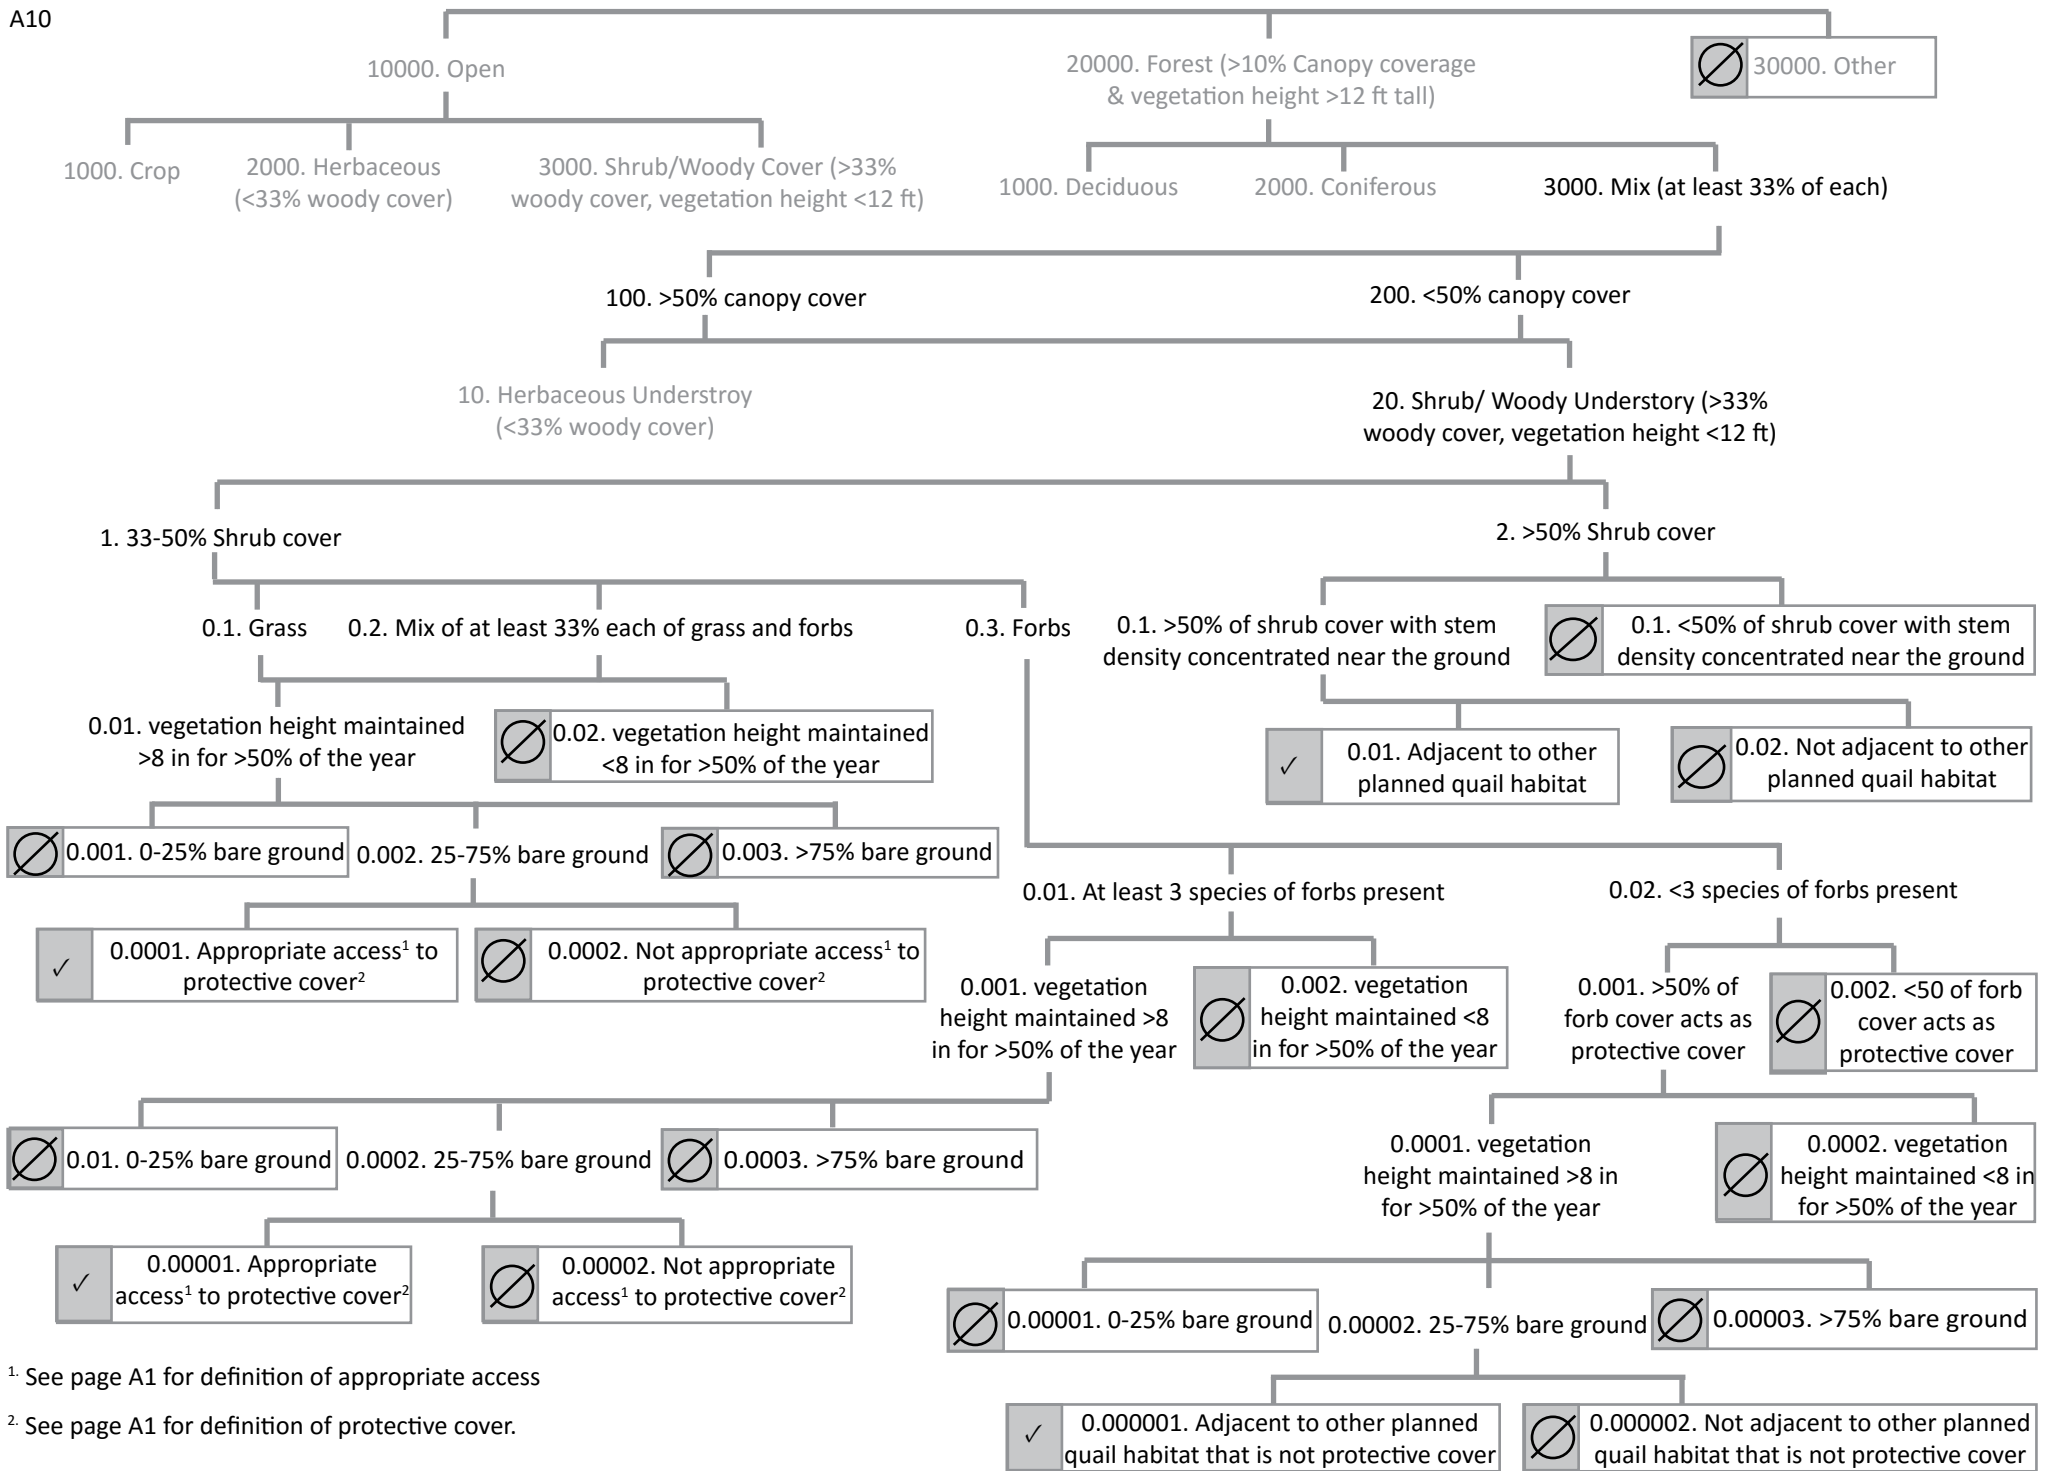 A10
10000. Open
20000. Forest (>10% Canopy coverage
& vegetation height >12 ft tall)
30000. Other
1000. Crop
2000. Herbaceous
(<33% woody cover)
3000. Shrub/Woody Cover (>33%
woody cover, vegetation height <12 ft)
1000. Deciduous
2000. Coniferous
3000. Mix (at least 33% of each)
100. >50% canopy cover
200. <50% canopy cover
10. Herbaceous Understroy
(<33% woody cover)
20. Shrub/ Woody Understory (>33%
woody cover, vegetation height <12 ft)
1. 33-50% Shrub cover
2. >50% Shrub cover
0.1. Grass
0.2. Mix of at least 33% each of grass and forbs
0.3. Forbs
0.1. >50% of shrub cover with stem
density concentrated near the ground
0.1. <50% of shrub cover with stem
density concentrated near the ground
0.01. vegetation height maintained
>8 in for >50% of the year
0.02. vegetation height maintained
<8 in for >50% of the year
✓
0.01. Adjacent to other
planned quail habitat
0.02. Not adjacent to other
planned quail habitat
0.001. 0-25% bare ground
0.002. 25-75% bare ground
0.003. >75% bare ground
0.01. At least 3 species of forbs present
0.02. <3 species of forbs present
✓
0.0001. Appropriate access¹ to
protective cover²
0.0002. Not appropriate access¹ to
protective cover²
0.001. vegetation
height maintained >8
in for >50% of the year
0.002. vegetation
height maintained <8
in for >50% of the year
0.001. >50% of
forb cover acts as
protective cover
0.002. <50 of forb
cover acts as
protective cover
0.01. 0-25% bare ground
0.0002. 25-75% bare ground
0.0003. >75% bare ground
0.0001. vegetation
height maintained >8 in
for >50% of the year
0.0002. vegetation
height maintained <8 in
for >50% of the year
✓
0.00001. Appropriate
access¹ to protective cover²
0.00002. Not appropriate
access¹ to protective cover²
0.00001. 0-25% bare ground
0.00002. 25-75% bare ground
0.00003. >75% bare ground
✓
0.000001. Adjacent to other planned
quail habitat that is not protective cover
0.000002. Not adjacent to other planned
quail habitat that is not protective cover
1. See page A1 for definition of appropriate access
2. See page A1 for definition of protective cover.